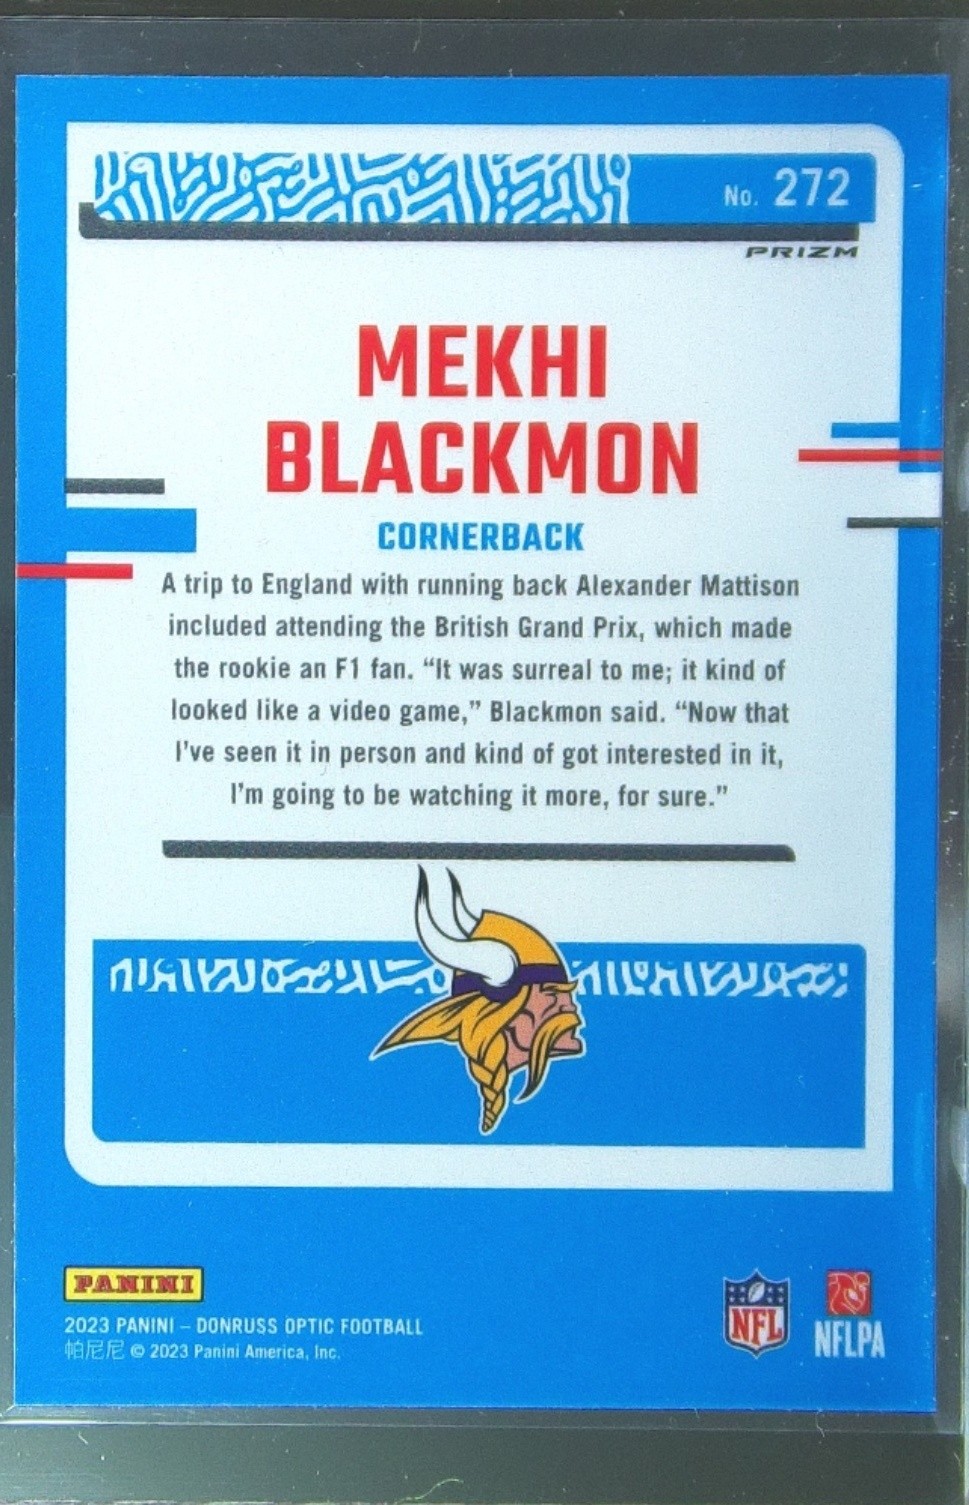 No. 272
PRIZM
MEKHI
BLACKMON
CORNERBACK
A trip to England with running back Alexander Mattison
included attending the British Grand Prix, which made
the rookie an F1 fan. “It was surreal to me; it kind of
looked like a video game,” Blackmon said. “Now that
I’ve seen it in person and kind of got interested in it,
I’m going to be watching it more, for sure.”
PANINI
2023 PANINI – DONRUSS OPTIC FOOTBALL
帕尼尼 © 2023 Panini America, Inc.
NFL
NFLPA